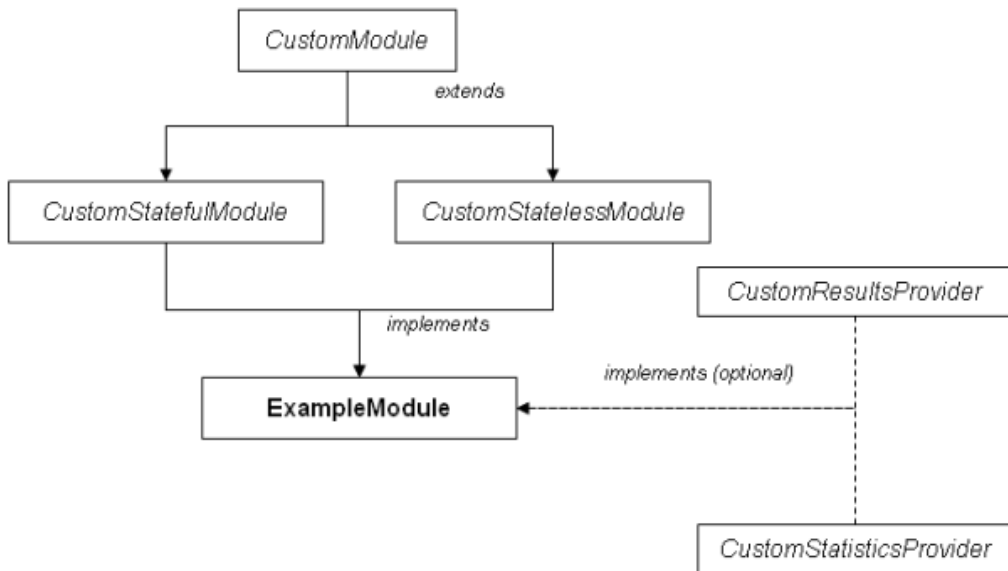 CustomModule
extends
CustomStatefulModule
CustomStatelessModule
CustomResultsProvider
implements
implements (optional)
ExampleModule
CustomStatisticsProvider